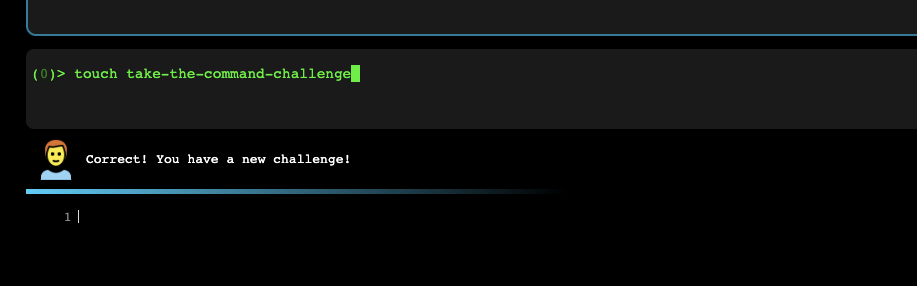 (0)> touch take-the-command-challenge
Correct! You have a new challenge!
1